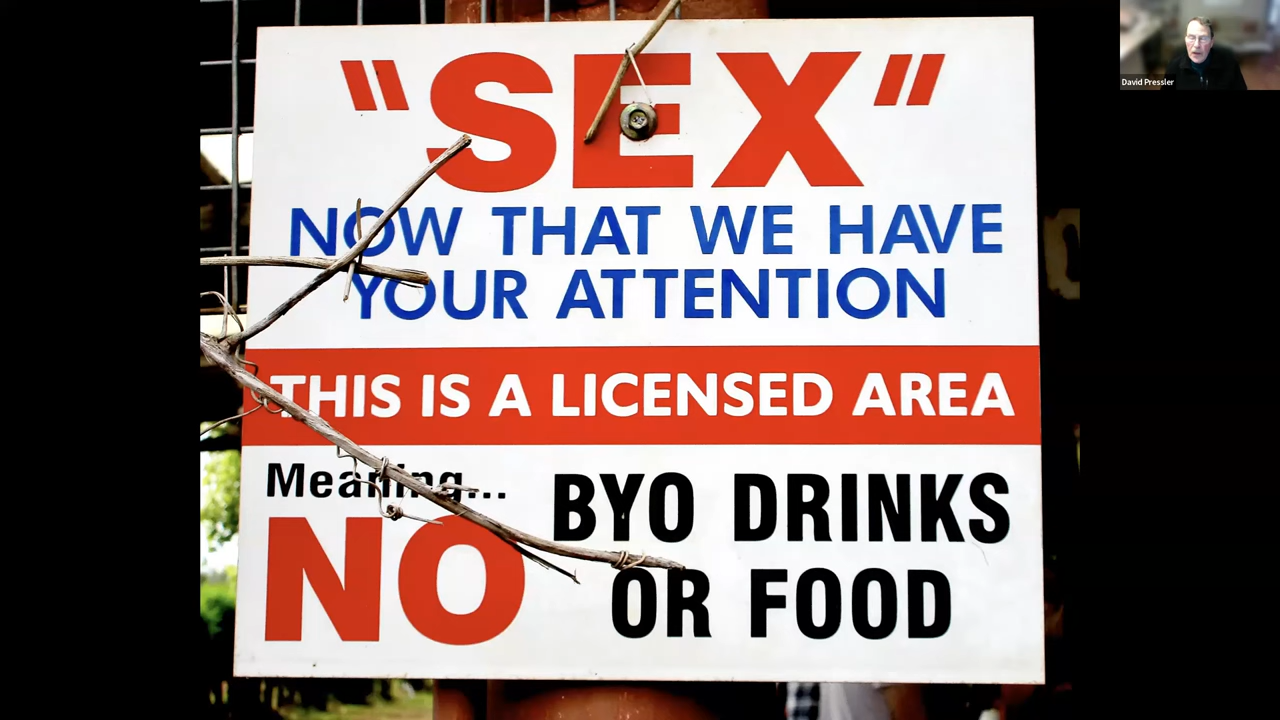 "SEX"
NOW THAT WE HAVE
YOUR ATTENTION
THIS IS A LICENSED AREA
Meaning...
NO
BYO DRINKS
OR FOOD
David Pressler